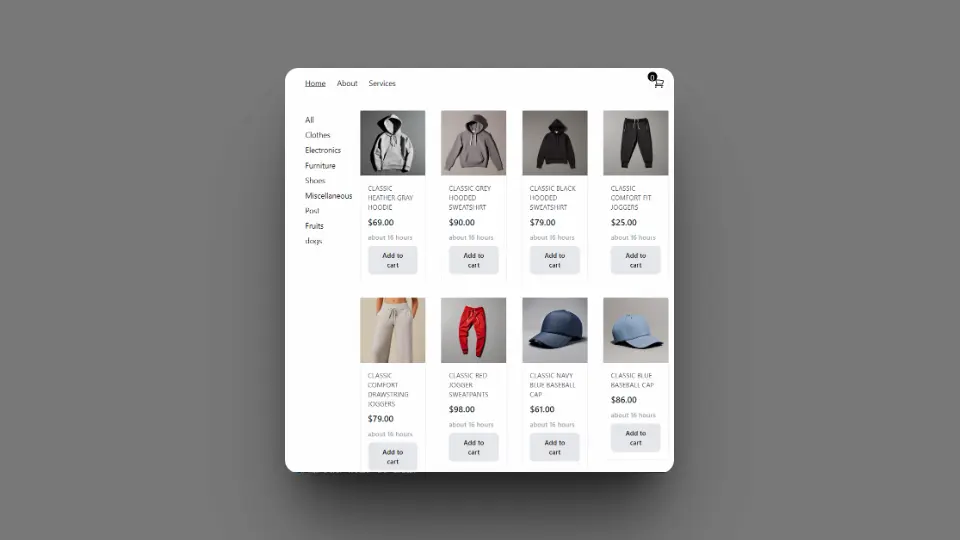 Home About Services
0
All
Clothes
Electronics
Furniture
Shoes
Miscellaneous
Post
Fruits
dogs
CLASSIC
HEATHER GRAY
HOODIE
$69.00
about 16 hours
Add to
cart
CLASSIC GREY
HOODED
SWEATSHIRT
$90.00
about 16 hours
Add to
cart
CLASSIC BLACK
HOODED
SWEATSHIRT
$79.00
about 16 hours
Add to
cart
CLASSIC
COMFORT FIT
JOGGERS
$25.00
about 16 hours
Add to
cart
CLASSIC
COMFORT
DRAWSTRING
JOGGERS
$79.00
about 16 hours
Add to
cart
CLASSIC RED
JOGGER
SWEATPANTS
$98.00
about 16 hours
Add to
cart
CLASSIC NAVY
BLUE BASEBALL
CAP
$61.00
about 16 hours
Add to
cart
CLASSIC BLUE
BASEBALL CAP
$86.00
about 16 hours
Add to
cart